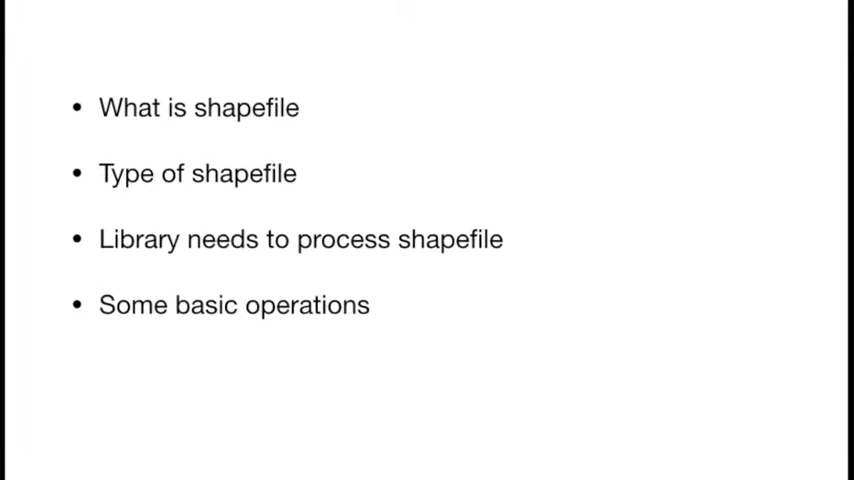 • What is shapefile
• Type of shapefile
• Library needs to process shapefile
• Some basic operations